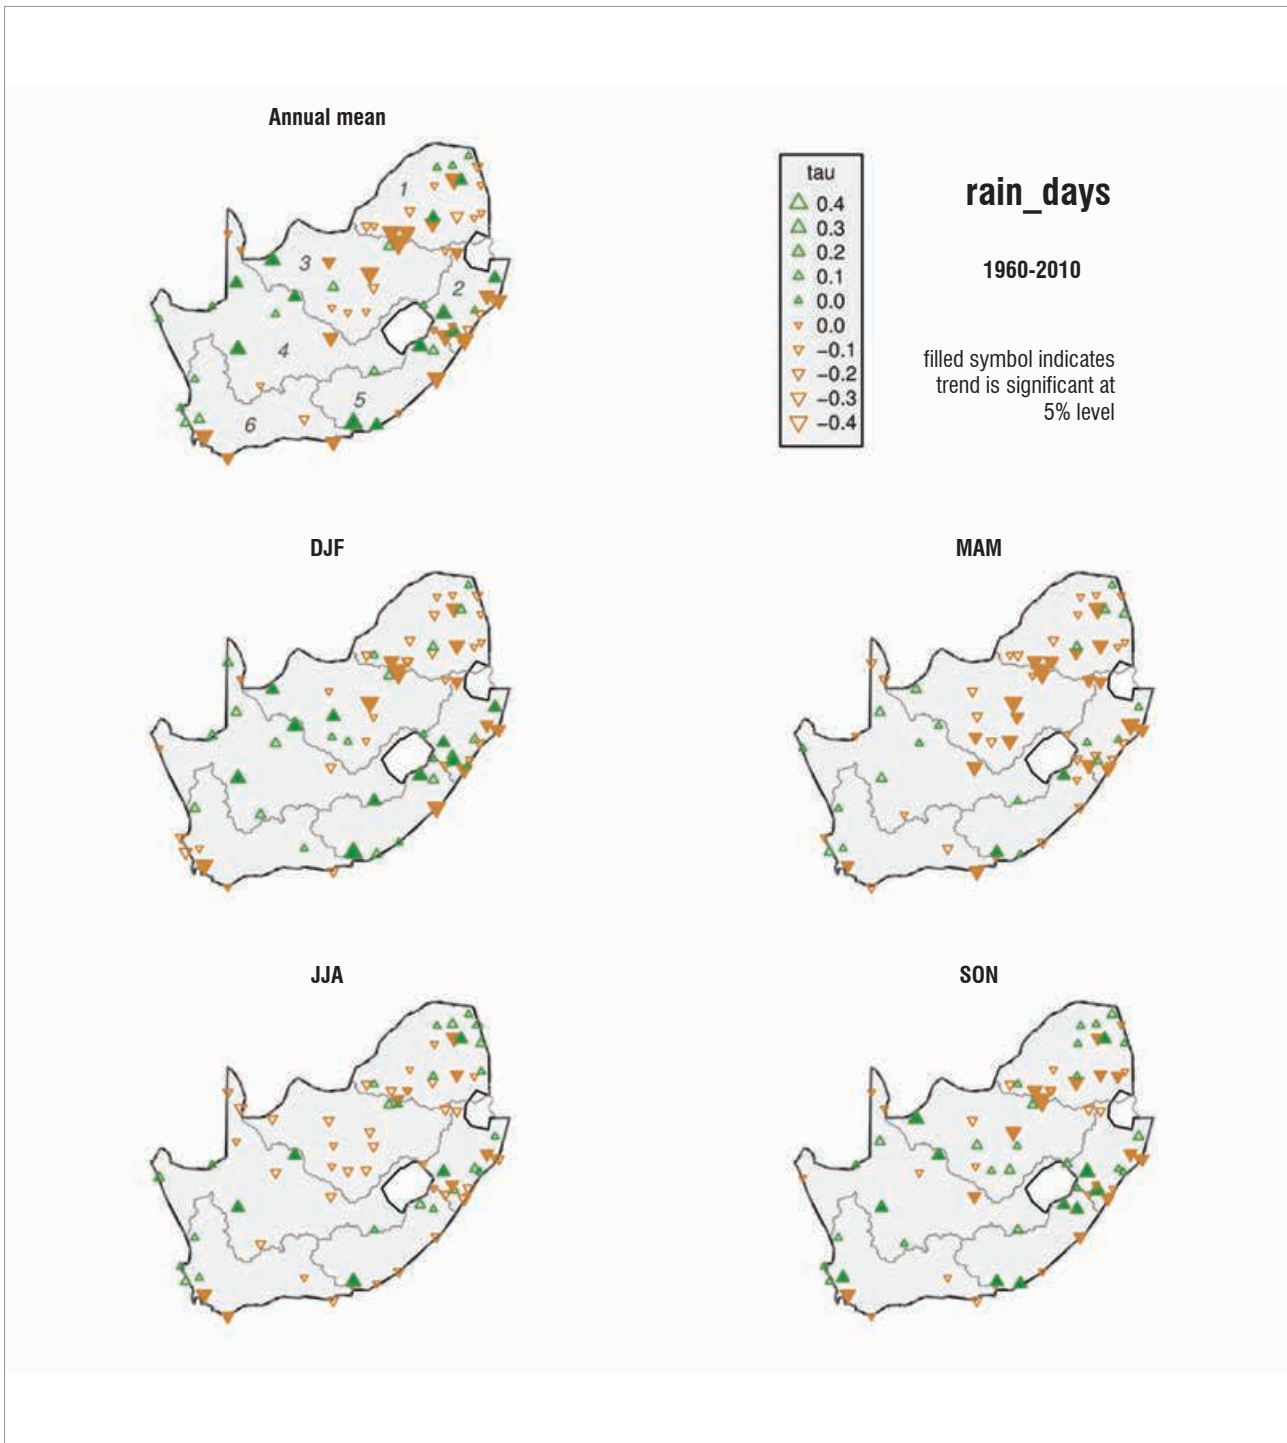 Annual mean
1
2
3
4
5
6
tau
0.4
0.3
0.2
0.1
0.0
0.0
−0.1
−0.2
−0.3
−0.4
rain_days
1960-2010
filled symbol indicates
trend is significant at
5% level
DJF
MAM
JJA
SON